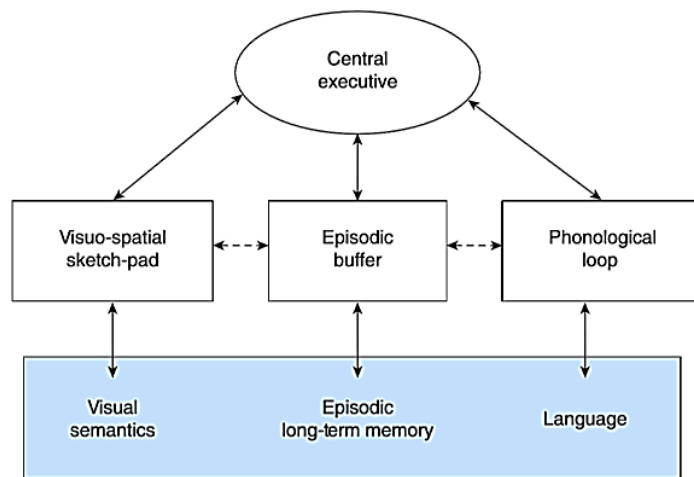 Central
executive
Visuo-spatial
sketch-pad
Episodic
buffer
Phonological
loop
Visual
semantics
Episodic
long-term memory
Language